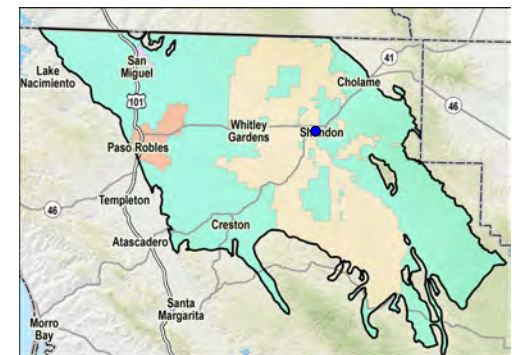 San
Miguel
Lake
Nacimiento
41
Cholame
101
46
Whitley
Gardens
Shandon
Paso Robles
Templeton
46
Creston
Atascadero
Santa
Margarita
Morro
Bay